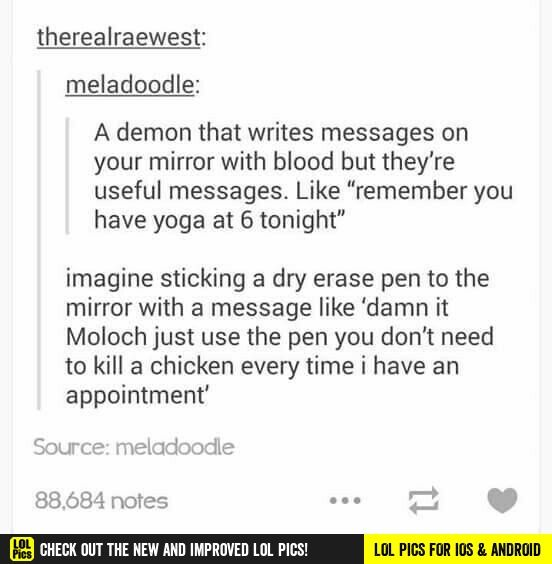 therealraewest:
meladoodle:
A demon that writes messages on
your mirror with blood but they're
useful messages. Like “remember you
have yoga at 6 tonight”
imagine sticking a dry erase pen to the
mirror with a message like ‘damn it
Moloch just use the pen you don't need
to kill a chicken every time i have an
appointment’
Source: meladoodle
88,684 notes
LOL Pics CHECK OUT THE NEW AND IMPROVED LOL PICS! LOL PICS FOR IOS & ANDROID